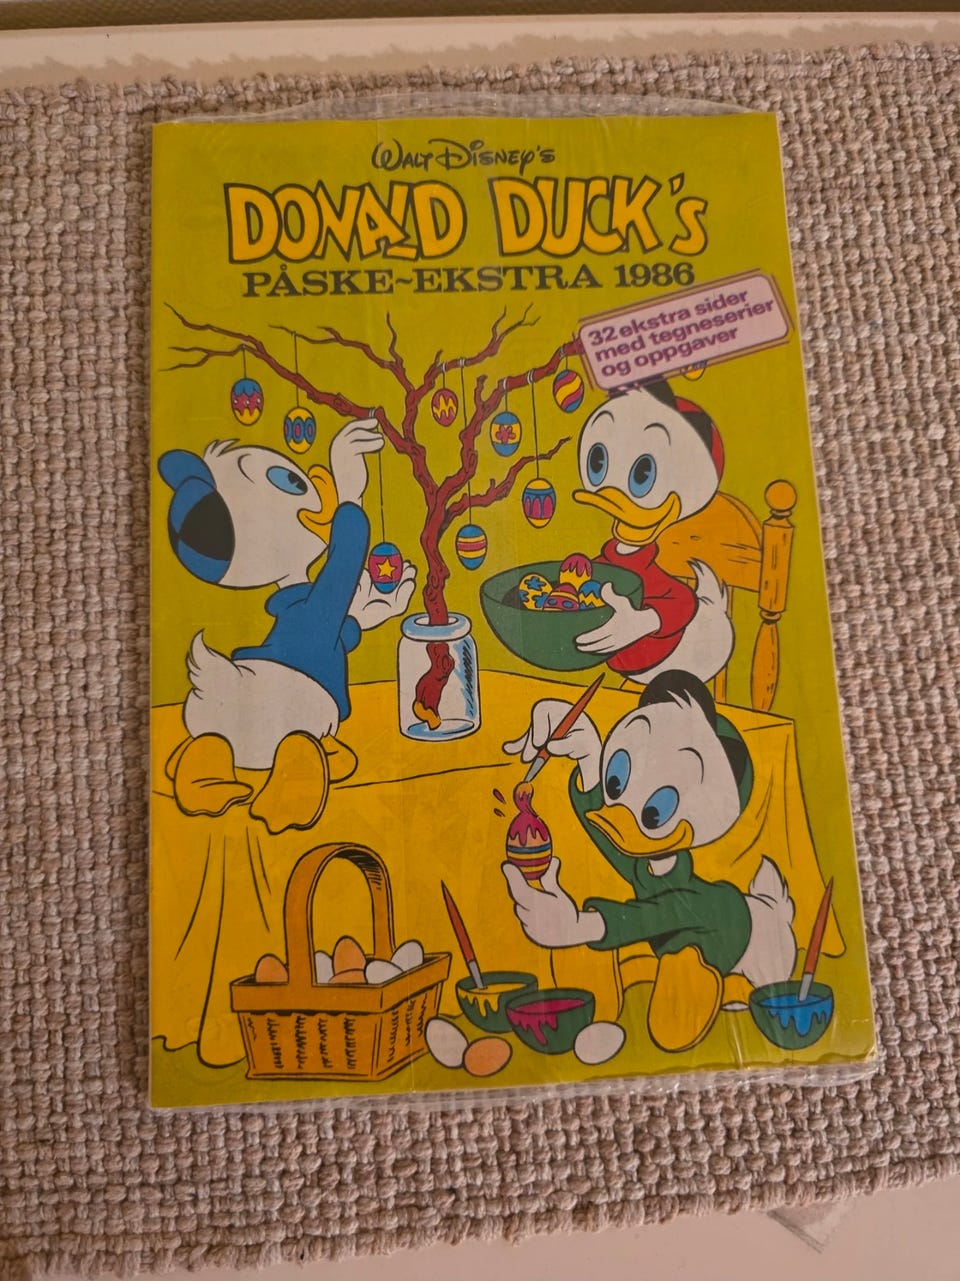 Walt Disney's
DONALD DUCK's
PÅSKE-EKSTRA 1986
32 ekstra sider
med tegneserier
og oppgaver